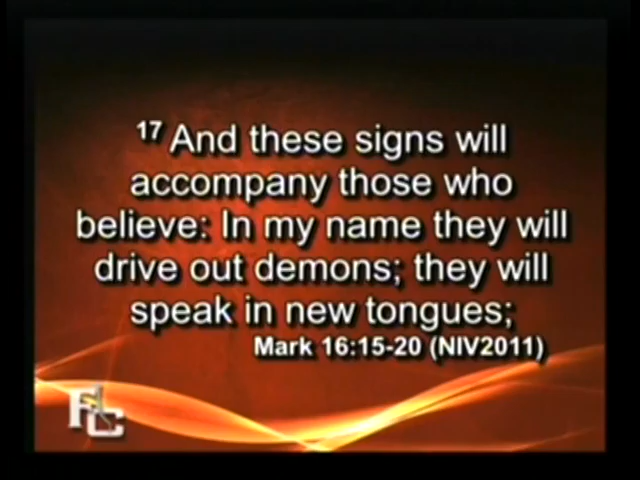 17 And these signs will
accompany those who
believe: In my name they will
drive out demons; they will
speak in new tongues;
Mark 16:15-20 (NIV2011)
FLC